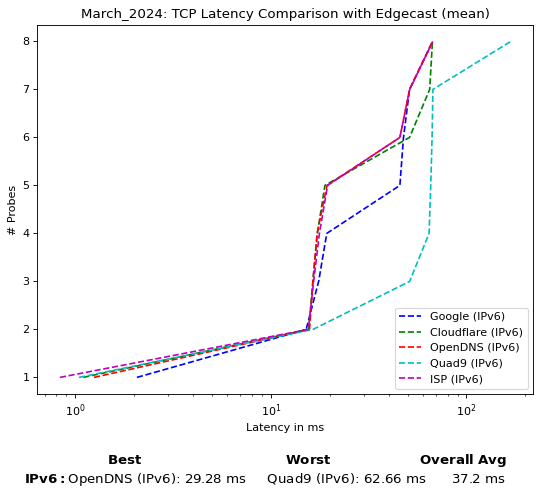 March_2024: TCP Latency Comparison with Edgecast (mean)
8
7
6
5
4
3
2
1
# Probes
Google (IPv6)
Cloudflare (IPv6)
OpenDNS (IPv6)
Quad9 (IPv6)
ISP (IPv6)
10⁰ 10¹ 10²
Latency in ms
Best Worst Overall Avg
IPv6: OpenDNS (IPv6): 29.28 ms Quad9 (IPv6): 62.66 ms 37.2 ms